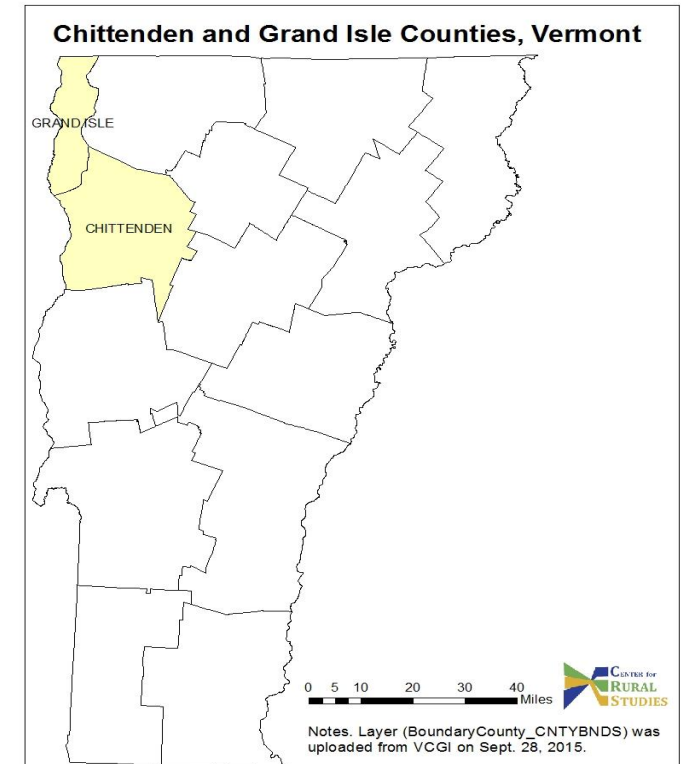 Chittenden and Grand Isle Counties, Vermont
GRAND ISLE
CHITTENDEN
0 5 10 20 30 40
Miles
CENTER for
RURAL
STUDIES
Notes. Layer (BoundaryCounty_CNTYBNDS) was
uploaded from VCGI on Sept. 28, 2015.